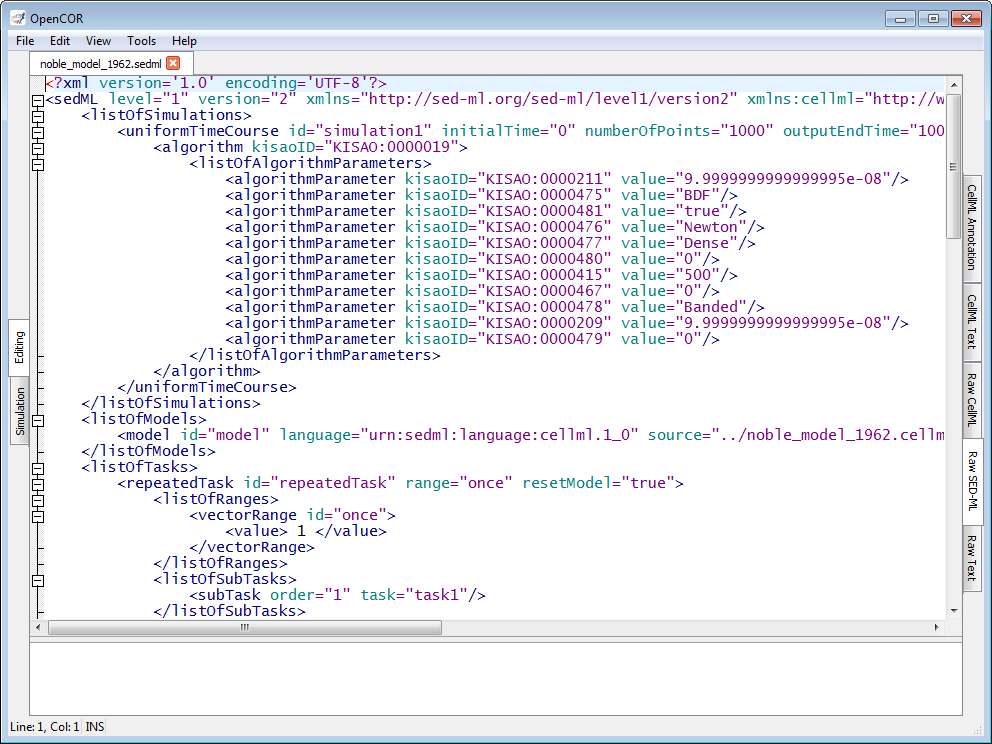 OpenCOR
File Edit View Tools Help
noble_model_1962.sedml
<?xml version='1.0' encoding='UTF-8'?>
<sedML level="1" version="2" xmlns="http://sed-ml.org/sed-ml/level1/version2" xmlns:cellml="http://w
<listOfSimulations>
<uniformTimeCourse id="simulation1" initialTime="0" numberOfPoints="1000" outputEndTime="100
<algorithm kisaoID="KISAO:0000019">
<listOfAlgorithmParameters>
<algorithmParameter kisaoID="KISAO:0000211" value="9.9999999999999995e-08"/>
<algorithmParameter kisaoID="KISAO:0000475" value="BDF"/>
<algorithmParameter kisaoID="KISAO:0000481" value="true"/>
<algorithmParameter kisaoID="KISAO:0000476" value="Newton"/>
<algorithmParameter kisaoID="KISAO:0000477" value="Dense"/>
<algorithmParameter kisaoID="KISAO:0000480" value="0"/>
<algorithmParameter kisaoID="KISAO:0000415" value="500"/>
<algorithmParameter kisaoID="KISAO:0000467" value="0"/>
<algorithmParameter kisaoID="KISAO:0000478" value="Banded"/>
<algorithmParameter kisaoID="KISAO:0000209" value="9.9999999999999995e-08"/>
<algorithmParameter kisaoID="KISAO:0000479" value="0"/>
</listOfAlgorithmParameters>
</algorithm>
</uniformTimeCourse>
</listOfSimulations>
<listOfModels>
<model id="model" language="urn:sedml:language:cellml.1_0" source="../noble_model_1962.cellm
</listOfModels>
<listOfTasks>
<repeatedTask id="repeatedTask" range="once" resetModel="true">
<listOfRanges>
<vectorRange id="once">
<value> 1 </value>
</vectorRange>
</listOfRanges>
<listOfSubTasks>
<subTask order="1" task="task1"/>
</listOfSubTasks>
Editing
Simulation
CellML Annotation
CellML Text
Raw CellML
Raw SED-ML
Raw Text
Line: 1, Col: 1 INS